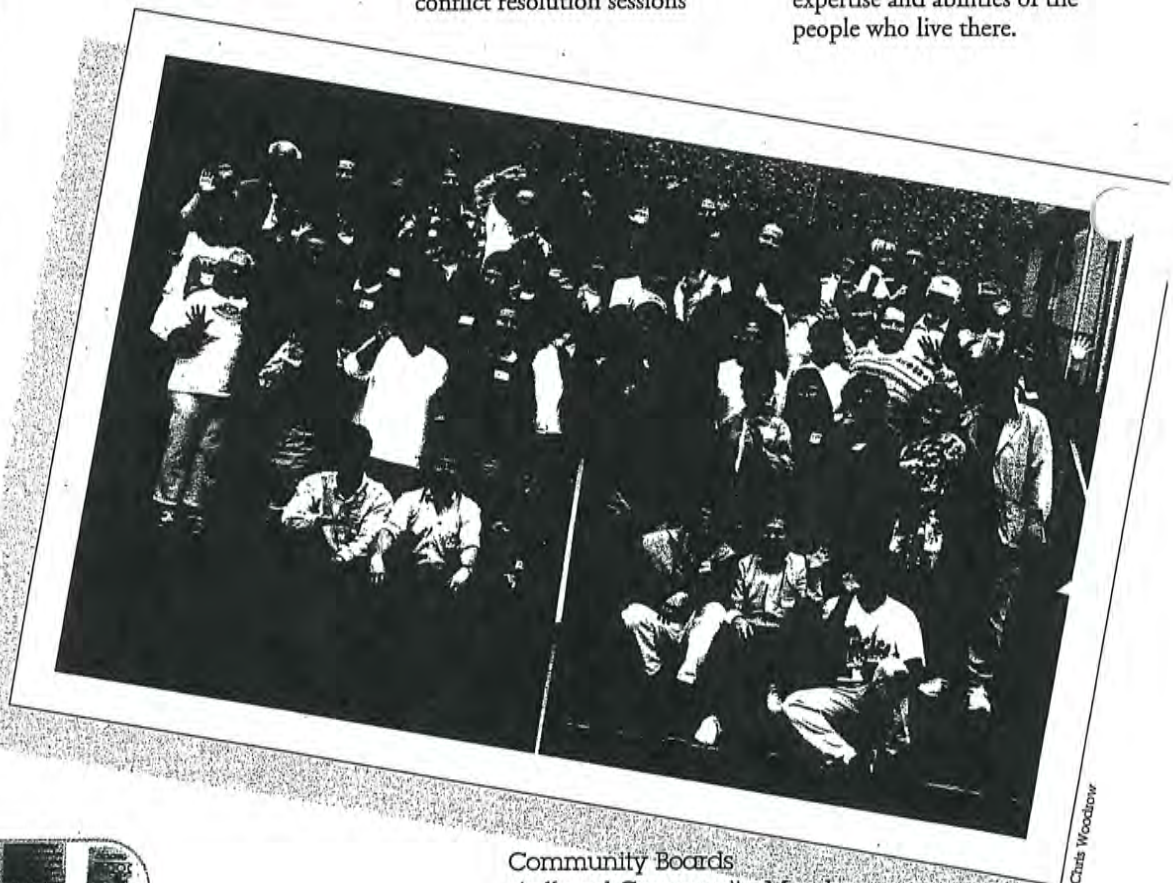 conflict resolution sessions
expertise and abilities of the
people who live there.
Chris Woodrow
Community Boards